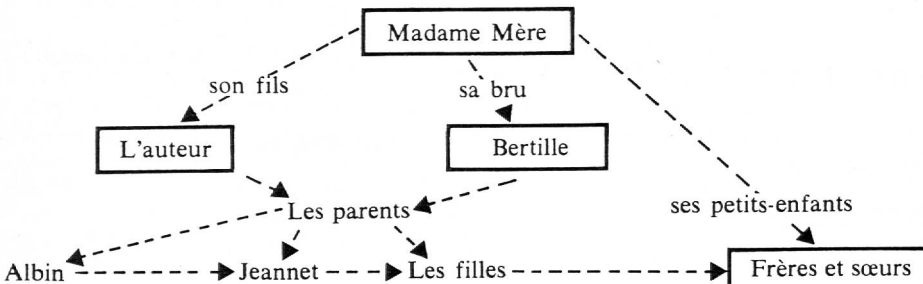 Madame Mère
son fils
sa bru
L'auteur
Bertille
Les parents
ses petits-enfants
Albin
Jeannet
Les filles
Frères et sœurs